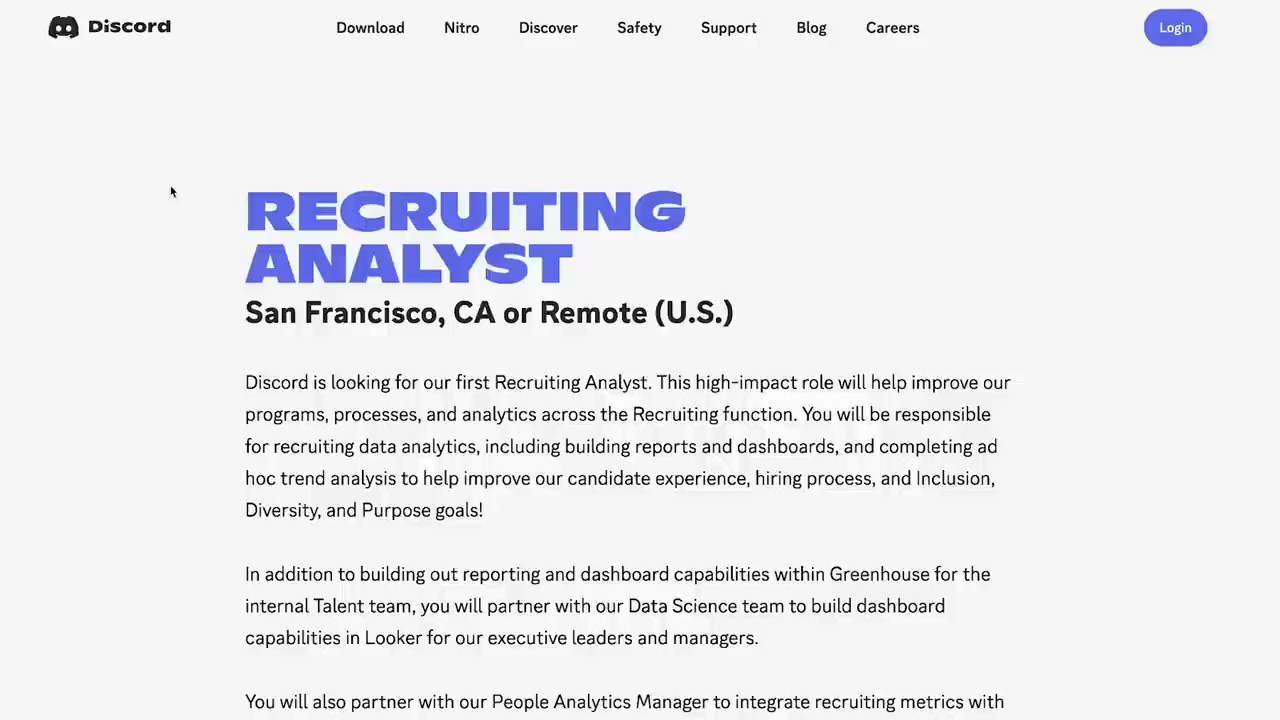 Discord
Download Nitro Discover Safety Support Blog Careers
Login
RECRUITING
ANALYST
San Francisco, CA or Remote (U.S.)
Discord is looking for our first Recruiting Analyst. This high-impact role will help improve our
programs, processes, and analytics across the Recruiting function. You will be responsible
for recruiting data analytics, including building reports and dashboards, and completing ad
hoc trend analysis to help improve our candidate experience, hiring process, and Inclusion,
Diversity, and Purpose goals!
In addition to building out reporting and dashboard capabilities within Greenhouse for the
internal Talent team, you will partner with our Data Science team to build dashboard
capabilities in Looker for our executive leaders and managers.
You will also partner with our People Analytics Manager to integrate recruiting metrics with